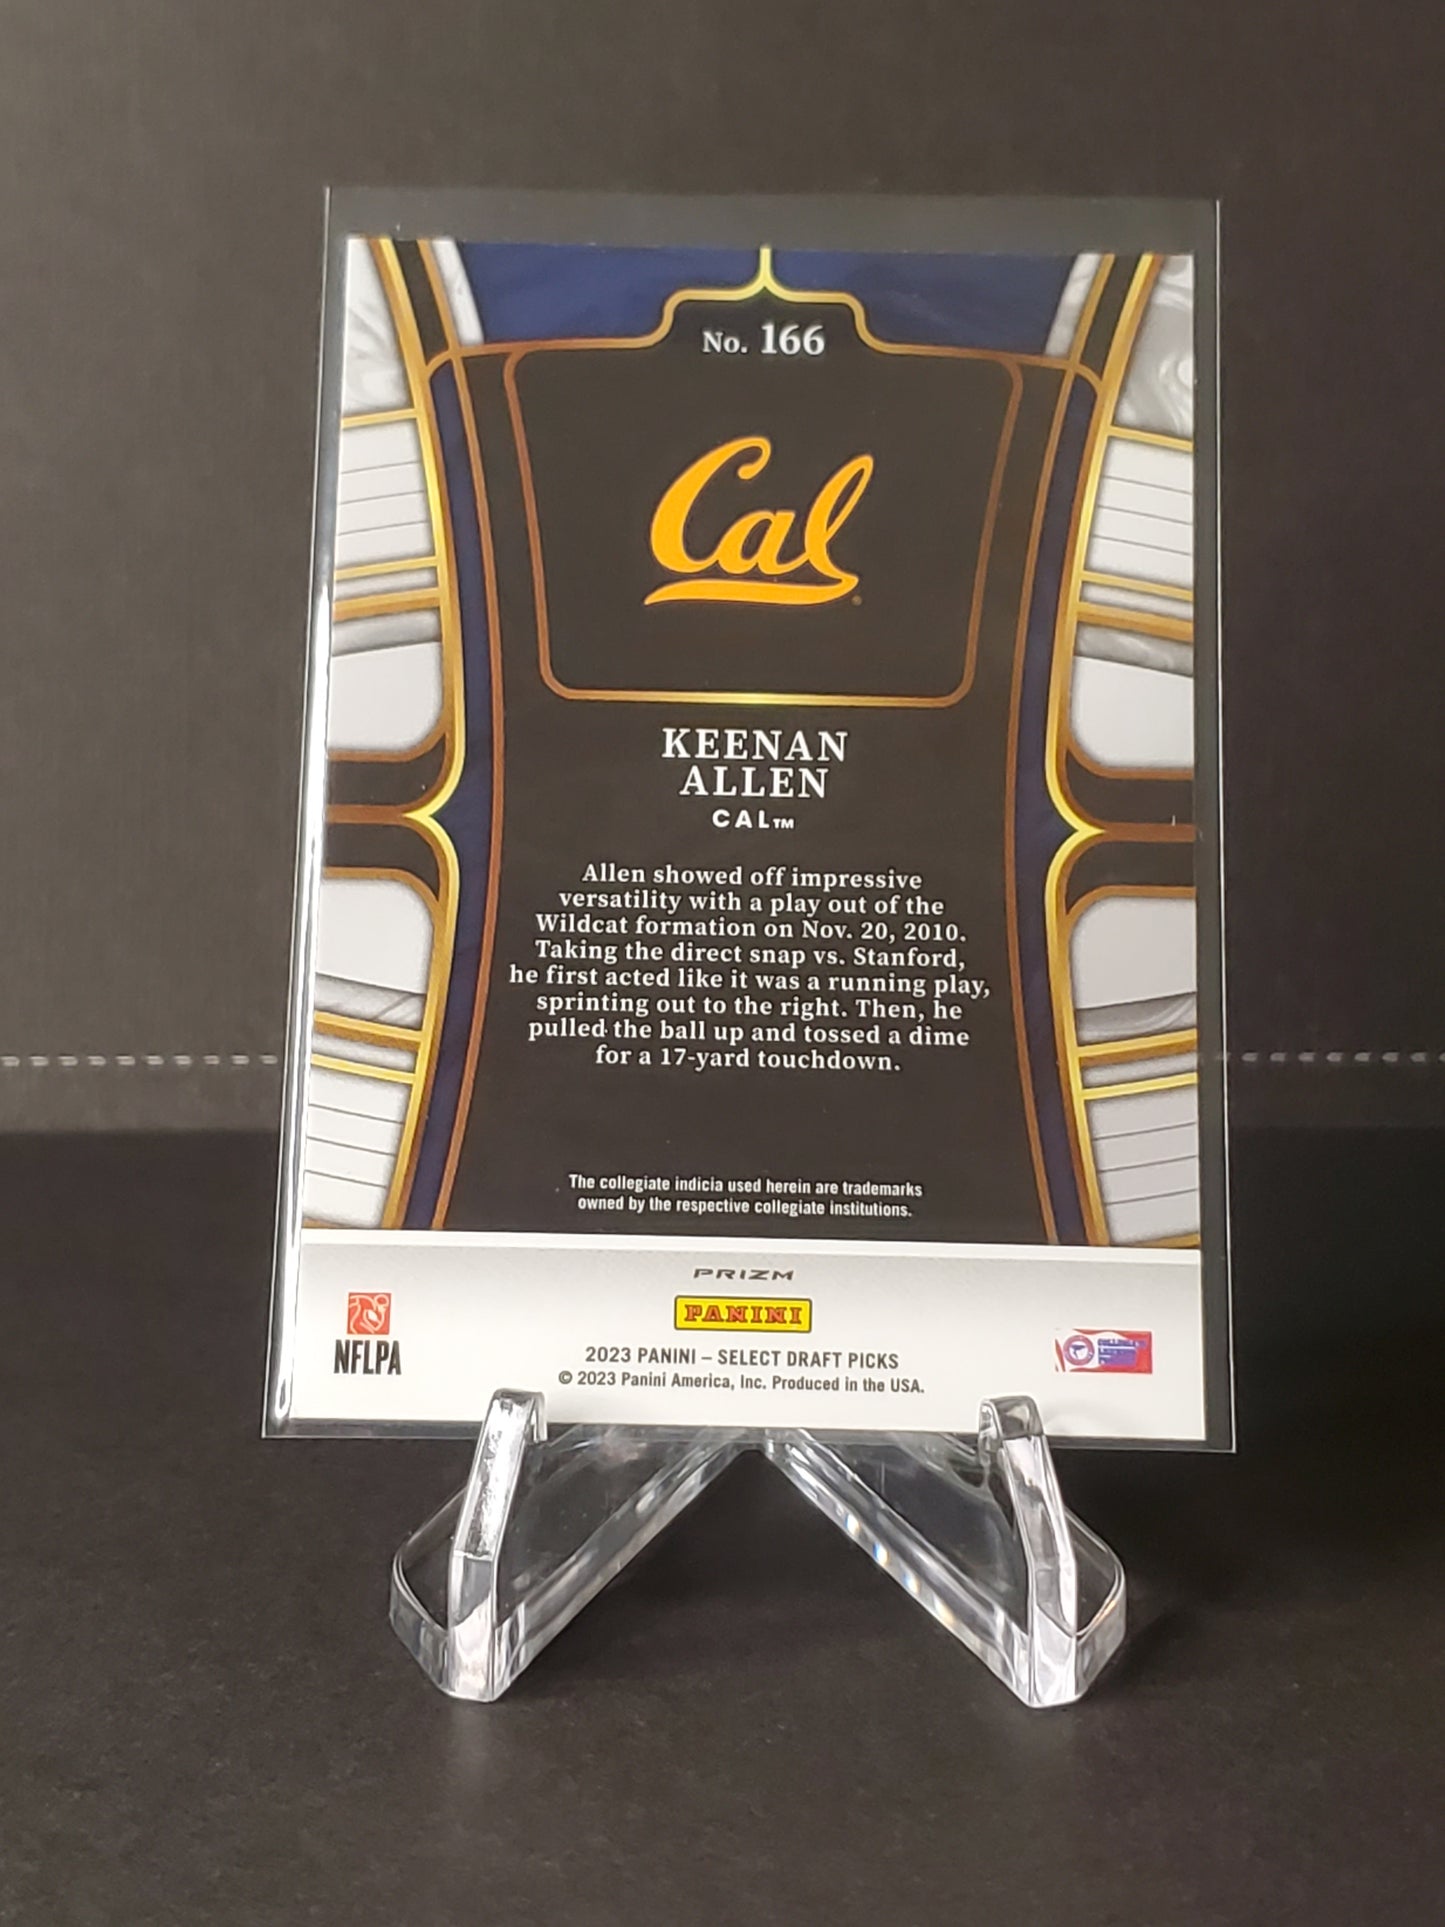 No. 166
Cal
KEENAN
ALLEN
CAL™
Allen showed off impressive
versatility with a play out of the
Wildcat formation on Nov. 20, 2010.
Taking the direct snap vs. Stanford,
he first acted like it was a running play,
sprinting out to the right. Then, he
pulled the ball up and tossed a dime
for a 17-yard touchdown.
The collegiate indicia used herein are trademarks
owned by the respective collegiate institutions.
PRIZM
PANINI
NFLPA
2023 PANINI – SELECT DRAFT PICKS
© 2023 Panini America, Inc. Produced in the USA.